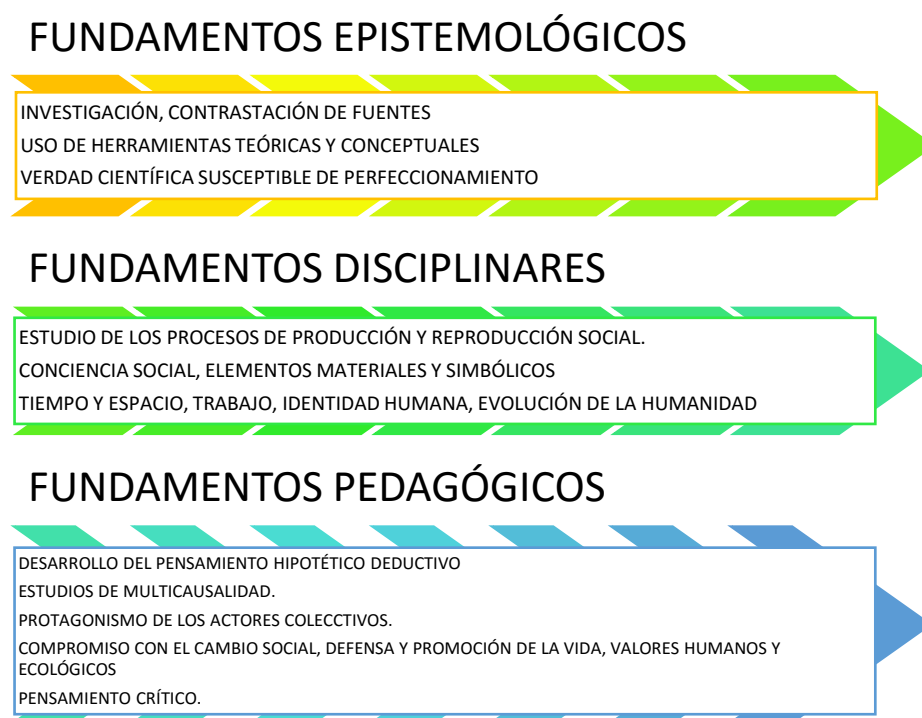 FUNDAMENTOS EPISTEMOLÓGICOS
INVESTIGACIÓN, CONTRASTACIÓN DE FUENTES
USO DE HERRAMIENTAS TEÓRICAS Y CONCEPTUALES
VERDAD CIENTÍFICA SUSCEPTIBLE DE PERFECCIONAMIENTO
FUNDAMENTOS DISCIPLINARES
ESTUDIO DE LOS PROCESOS DE PRODUCCIÓN Y REPRODUCCIÓN SOCIAL.
CONCIENCIA SOCIAL, ELEMENTOS MATERIALES Y SIMBÓLICOS
TIEMPO Y ESPACIO, TRABAJO, IDENTIDAD HUMANA, EVOLUCIÓN DE LA HUMANIDAD
FUNDAMENTOS PEDAGÓGICOS
DESARROLLO DEL PENSAMIENTO HIPOTÉTICO DEDUCTIVO
ESTUDIOS DE MULTICAUSALIDAD.
PROTAGONISMO DE LOS ACTORES COLECCTIVOS.
COMPROMISO CON EL CAMBIO SOCIAL, DEFENSA Y PROMOCIÓN DE LA VIDA, VALORES HUMANOS Y
ECOLÓGICOS
PENSAMIENTO CRÍTICO.